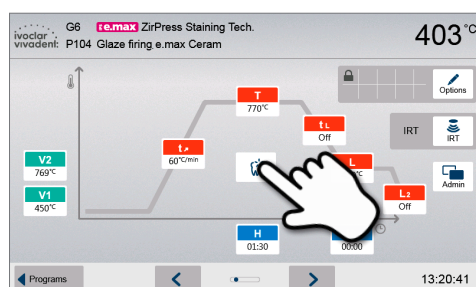 ivoclar
vivadent:
G6 IPS e.max ZirPress Staining Tech.
P104 Glaze firing e.max Ceram
403°C
Options
T
770°C
tL
Off
IRT
IRT
t↗
60°C/min
V2
769°C
L
°C
Admin
V1
450°C
L2
Off
H
01:30
00:00
Programs
13:20:41